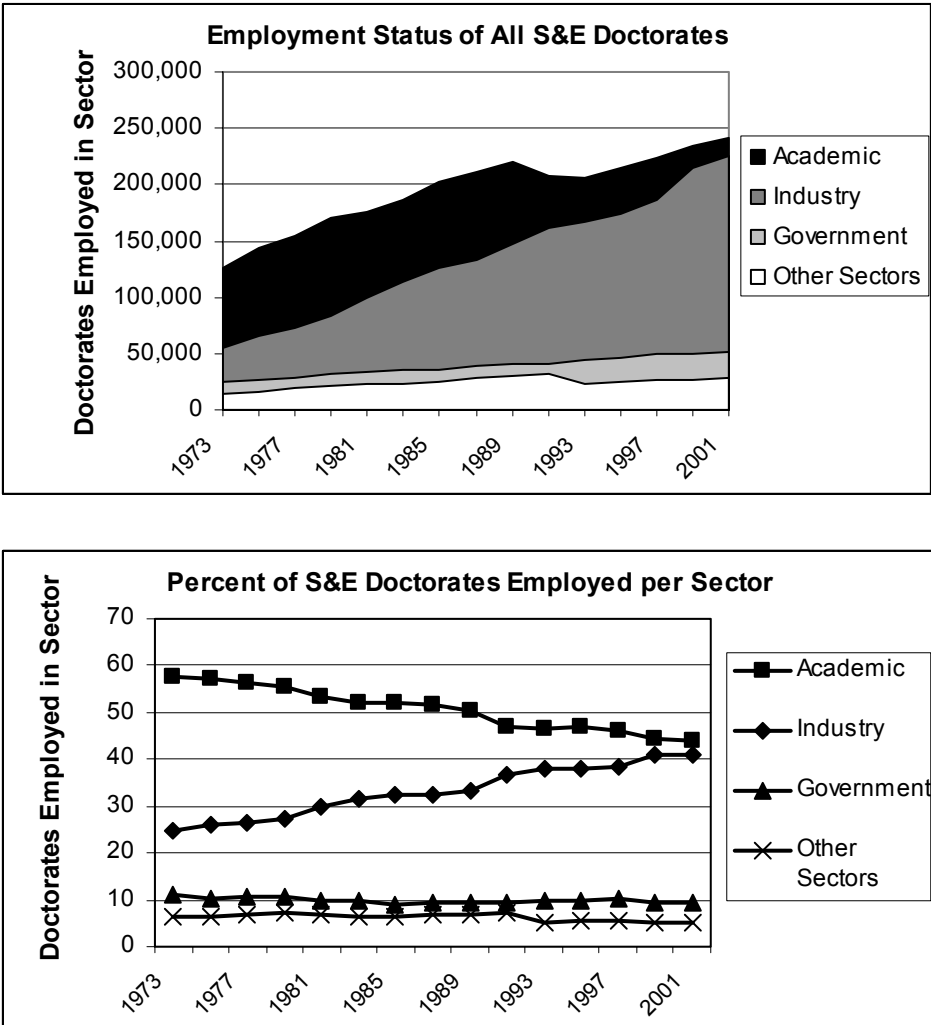 Employment Status of All S&E Doctorates
Doctorates Employed in Sector
300,000
250,000
200,000
150,000
100,000
50,000
0
1973
1977
1981
1985
1989
1993
1997
2001
Academic
Industry
Government
Other Sectors
Percent of S&E Doctorates Employed per Sector
Doctorates Employed in Sector
70
60
50
40
30
20
10
0
1973
1977
1981
1985
1989
1993
1997
2001
Academic
Industry
Government
Other
Sectors